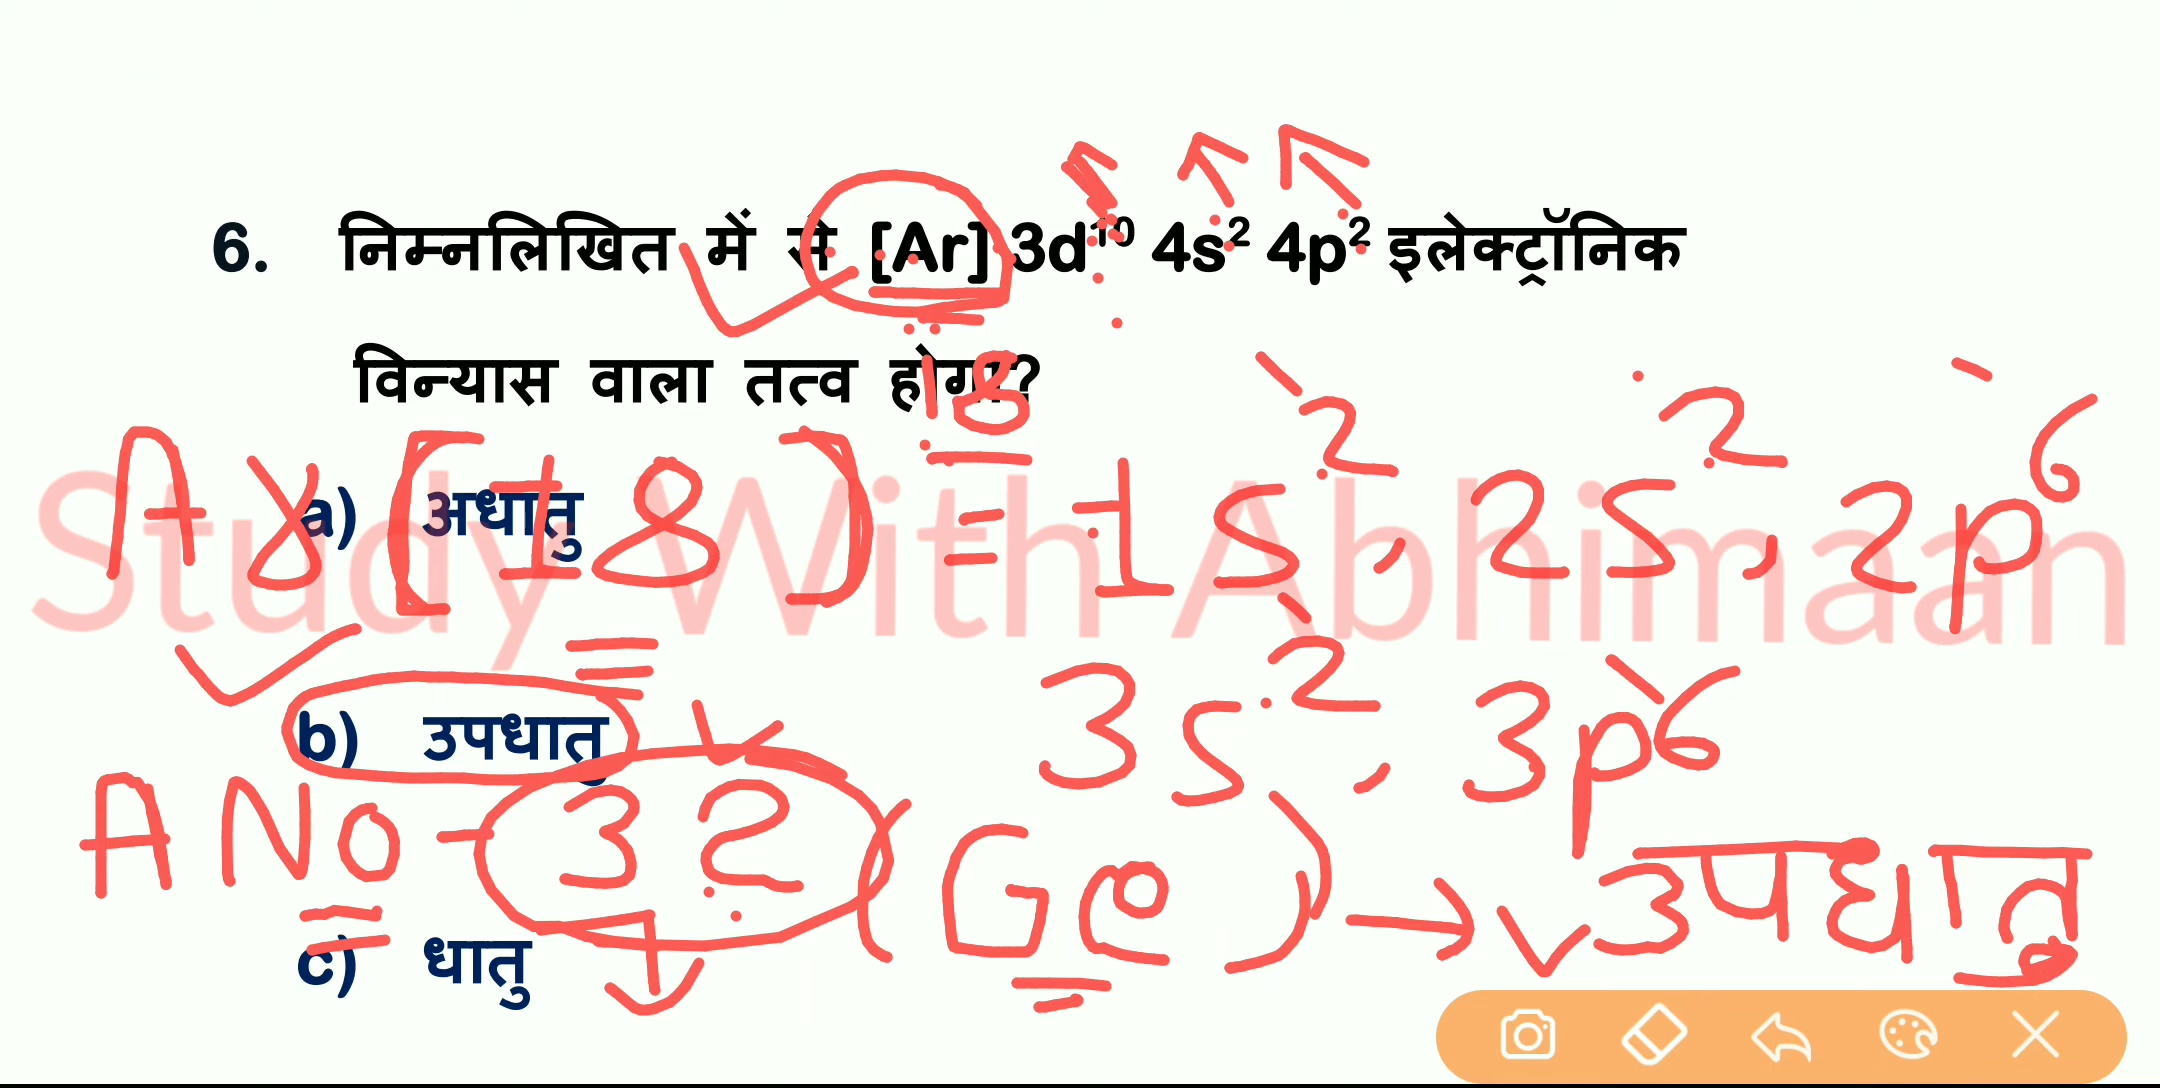 6. निम्नलिखित में से [Ar] 3d¹⁰ 4s² 4p² इलेक्ट्रॉनिक
विन्यास वाला तत्व होगा?
18
Ar [18] = 1s², 2s², 2p⁶
a) अधातु
Study With Abhimaan
3s², 3p⁶
b) उपधातु
A No - 32 (Ge) → उपधातु
c) धातु